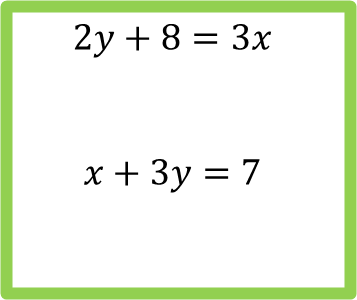 2y + 8 = 3x
x + 3y = 7